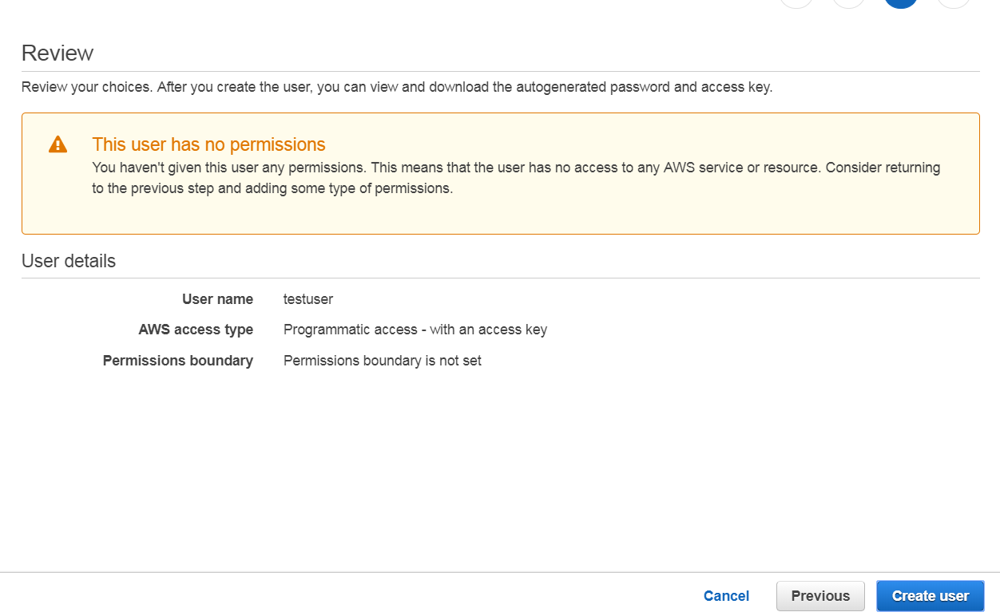 Review
Review your choices. After you create the user, you can view and download the autogenerated password and access key.
This user has no permissions
You haven't given this user any permissions. This means that the user has no access to any AWS service or resource. Consider returning
to the previous step and adding some type of permissions.
User details
User name testuser
AWS access type Programmatic access - with an access key
Permissions boundary Permissions boundary is not set
Cancel Previous Create user